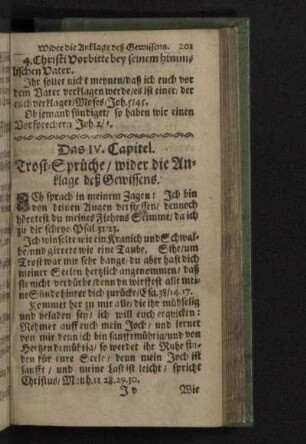 Wider die Anklage deß Gewissens. 201
4. Christi Vorbitte bey seinem himm-
lischen Vater.
Ihr sollet nicht meynen/daß ich euch vor
dem Vater verklagen werde/es ist einer/der
euch verklaget/Moses/Joh.5/45.
Ob jemand sündiget/so haben wir einen
Vorsprecher/1 Joh.2/1.
Das IV. Capitel.
Trost-Sprüche/wider die An-
klage deß Gewissens.
ICh sprach in meinem Zagen: Ich bin
von deinen Augen verstossen/dennoch
höretest du meines Flehens Stimme/da ich
zu dir schrye/Psal.31/23.
Ich winselte wie ein Kranich und Schwal-
be/und girrete wie eine Taube. Sihe/um
Trost war mir sehr bange/du aber hast dich
meiner Seelen hertzlich angenommen/daß
sie nicht verdürbe/denn du wirffest alle mei-
ne Sünde hinter dich zurücke/Esa.38/14.17.
Kommet her zu mir alle/die ihr mühselig
und beladen sey/ich will euch erquicken:
Nehmet auff euch mein Joch/und lernet
von mir/denn ich bin sanfftmühtig/und von
Hertzen demühtig/so werdet ihr Ruhe fin-
den für eure Seele/denn mein Joch ist
sanfft/und meine Last ist leicht/spricht
Christus/Matth.11 28.29.30.
J v Wie